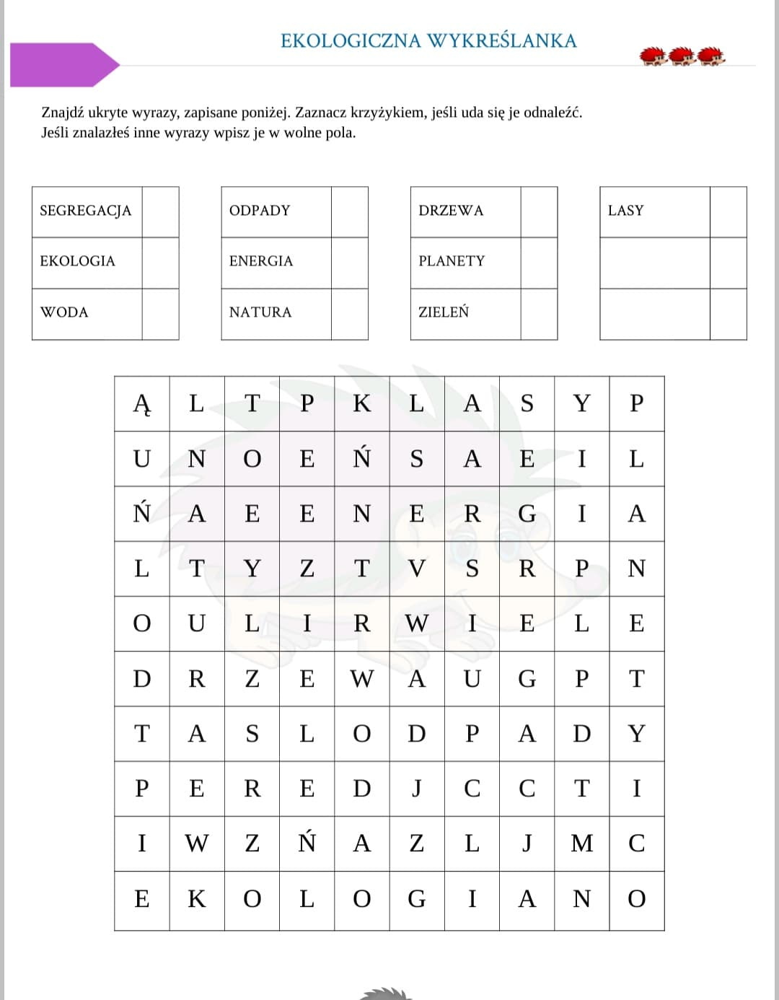 EKOLOGICZNA WYKREŚLANKA
Znajdź ukryte wyrazy, zapisane poniżej. Zaznacz krzyżykiem, jeśli uda się je odnaleźć.
Jeśli znalazłeś inne wyrazy wpisz je w wolne pola.
SEGREGACJA ODPADY DRZEWA LASY
EKOLOGIA ENERGIA PLANETY
WODA NATURA ZIELEŃ
Ą L T P K L A S Y P
U N O E Ń S A E I L
Ń A E E N E R G I A
L T Y Z T V S R P N
O U L I R W I E L E
D R Z E W A U G P T
T A S L O D P A D Y
P E R E D J C C T I
I W Z Ń A Z L J M C
E K O L O G I A N O